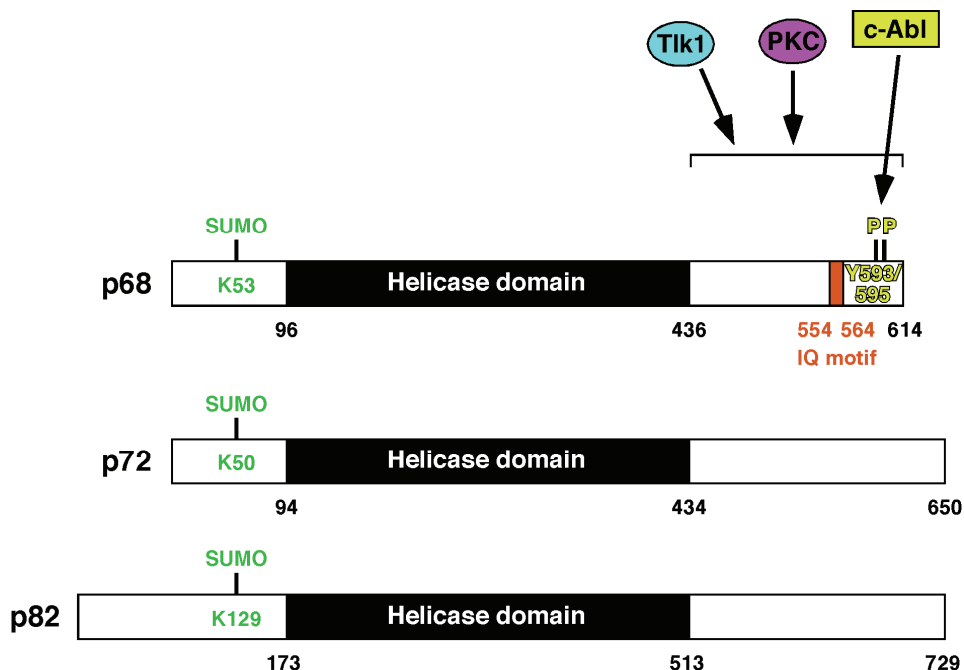 Tlk1 PKC c-Abl
SUMO P P
p68 K53 Helicase domain Y593/
595
96 436 554 564 614
IQ motif
SUMO
p72 K50 Helicase domain
94 434 650
SUMO
p82 K129 Helicase domain
173 513 729